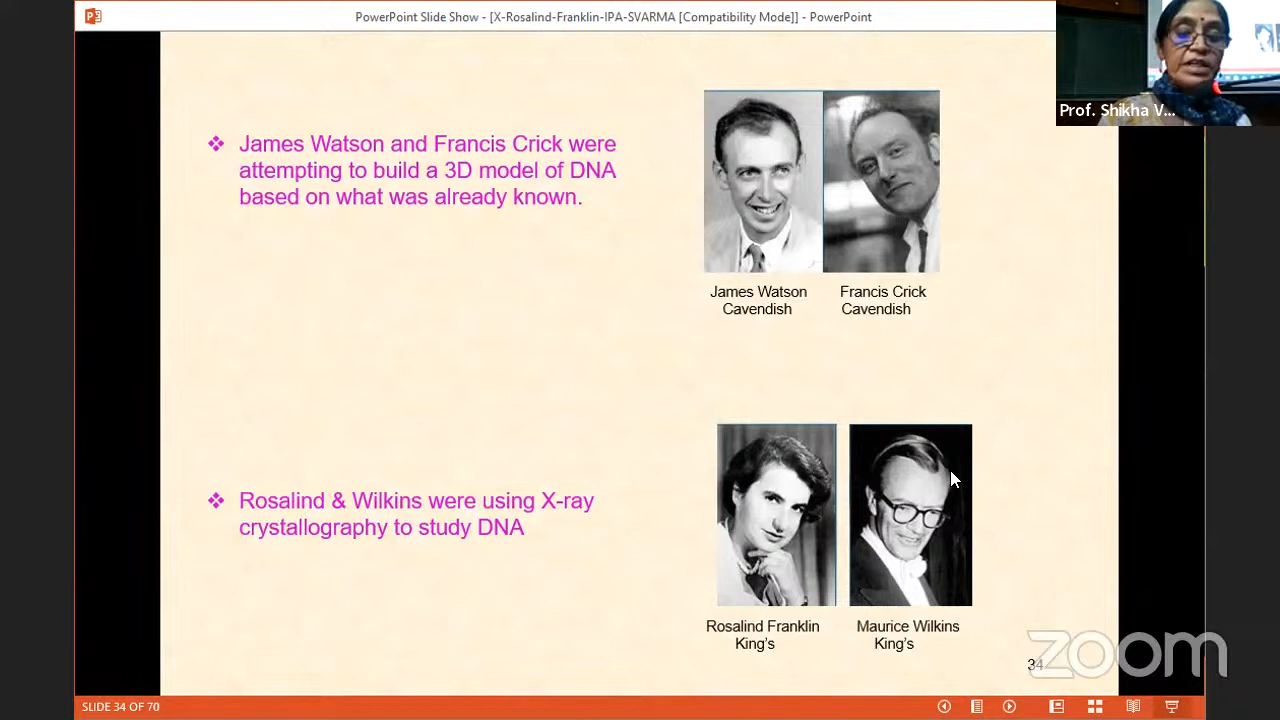 PowerPoint Slide Show - [X-Rosalind-Franklin-IPA-SVARMA [Compatibility Mode]] - PowerPoint
Prof. Shikha V...
❖ James Watson and Francis Crick were
attempting to build a 3D model of DNA
based on what was already known.
James Watson Francis Crick
Cavendish Cavendish
❖ Rosalind & Wilkins were using X-ray
crystallography to study DNA
Rosalind Franklin Maurice Wilkins
King's King's
34
zoom
SLIDE 34 OF 70